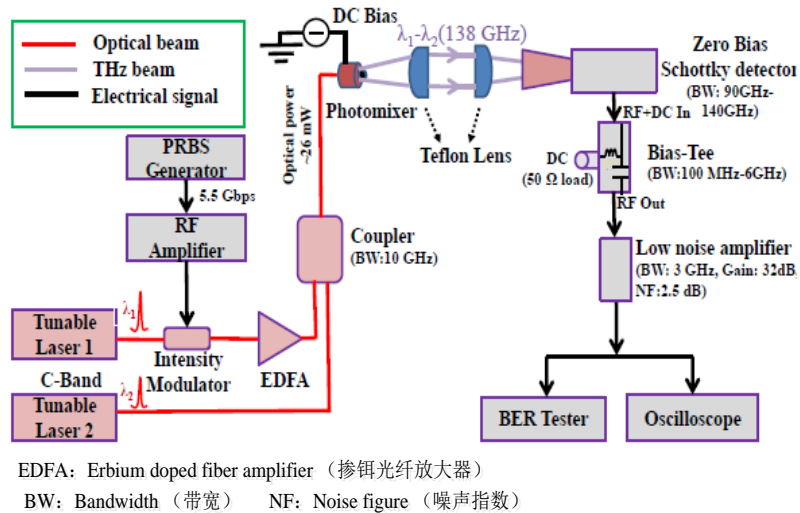 Optical beam
THz beam
Electrical signal
DC Bias
λ1-λ2(138 GHz)
Photomixer
Teflon Lens
Zero Bias
Schottky detector
(BW: 90GHz-
140GHz)
RF+DC In
DC
(50 Ω load)
Bias-Tee
(BW:100 MHz-6GHz)
RF Out
Optical power
~26 mW
PRBS
Generator
5.5 Gbps
RF
Amplifier
Coupler
(BW:10 GHz)
Low noise amplifier
(BW: 3 GHz, Gain: 32dB,
NF:2.5 dB)
λ1
Tunable
Laser 1
Intensity
Modulator
EDFA
C-Band
λ2
Tunable
Laser 2
BER Tester
Oscilloscope
EDFA：Erbium doped fiber amplifier （掺铒光纤放大器）
BW：Bandwidth （带宽） NF：Noise figure （噪声指数）